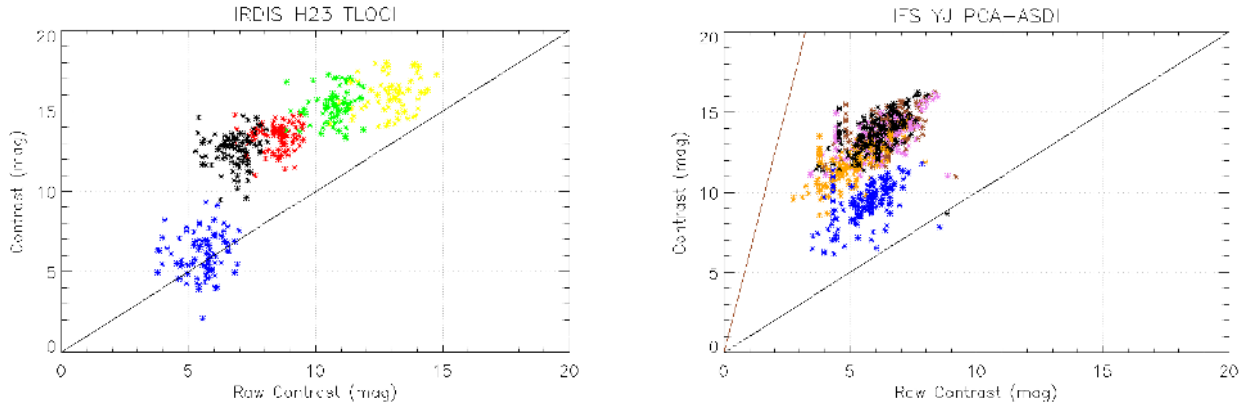 IRDIS H23 TLOCI
20
15
10
5
0
Contrast (mag)
0 5 10 15 20
Raw Contrast (mag)
IFS YJ PCA-ASDI
20
15
10
5
0
Contrast (mag)
0 5 10 15 20
Raw Contrast (mag)